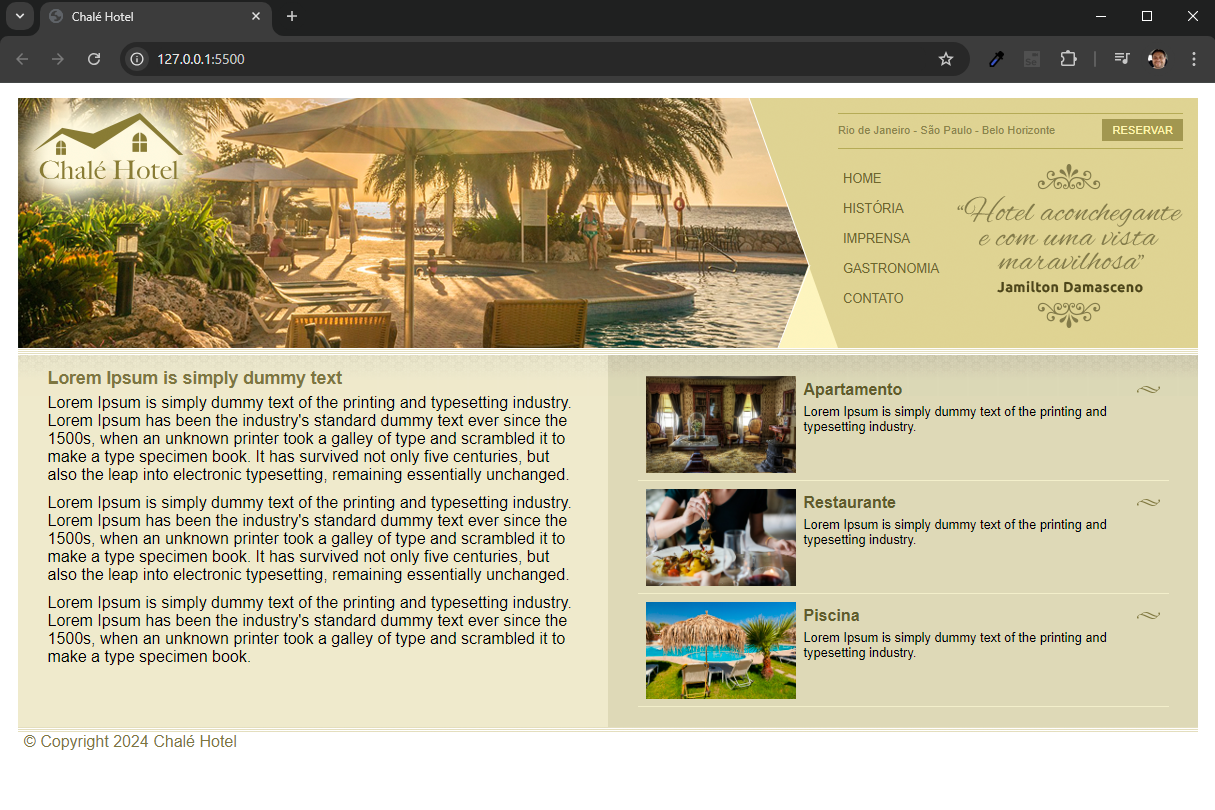 Chalé Hotel
127.0.0.1:5500
Chalé Hotel
Rio de Janeiro - São Paulo - Belo Horizonte
RESERVAR
HOME
HISTÓRIA
IMPRENSA
GASTRONOMIA
CONTATO
“Hotel aconchegante
e com uma vista
maravilhosa”
Jamilton Damasceno
Lorem Ipsum is simply dummy text
Lorem Ipsum is simply dummy text of the printing and typesetting industry.
Lorem Ipsum has been the industry's standard dummy text ever since the
1500s, when an unknown printer took a galley of type and scrambled it to
make a type specimen book. It has survived not only five centuries, but
also the leap into electronic typesetting, remaining essentially unchanged.
Lorem Ipsum is simply dummy text of the printing and typesetting industry.
Lorem Ipsum has been the industry's standard dummy text ever since the
1500s, when an unknown printer took a galley of type and scrambled it to
make a type specimen book. It has survived not only five centuries, but
also the leap into electronic typesetting, remaining essentially unchanged.
Lorem Ipsum is simply dummy text of the printing and typesetting industry.
Lorem Ipsum has been the industry's standard dummy text ever since the
1500s, when an unknown printer took a galley of type and scrambled it to
make a type specimen book.
Apartamento
Lorem Ipsum is simply dummy text of the printing and
typesetting industry.
Restaurante
Lorem Ipsum is simply dummy text of the printing and
typesetting industry.
Piscina
Lorem Ipsum is simply dummy text of the printing and
typesetting industry.
© Copyright 2024 Chalé Hotel